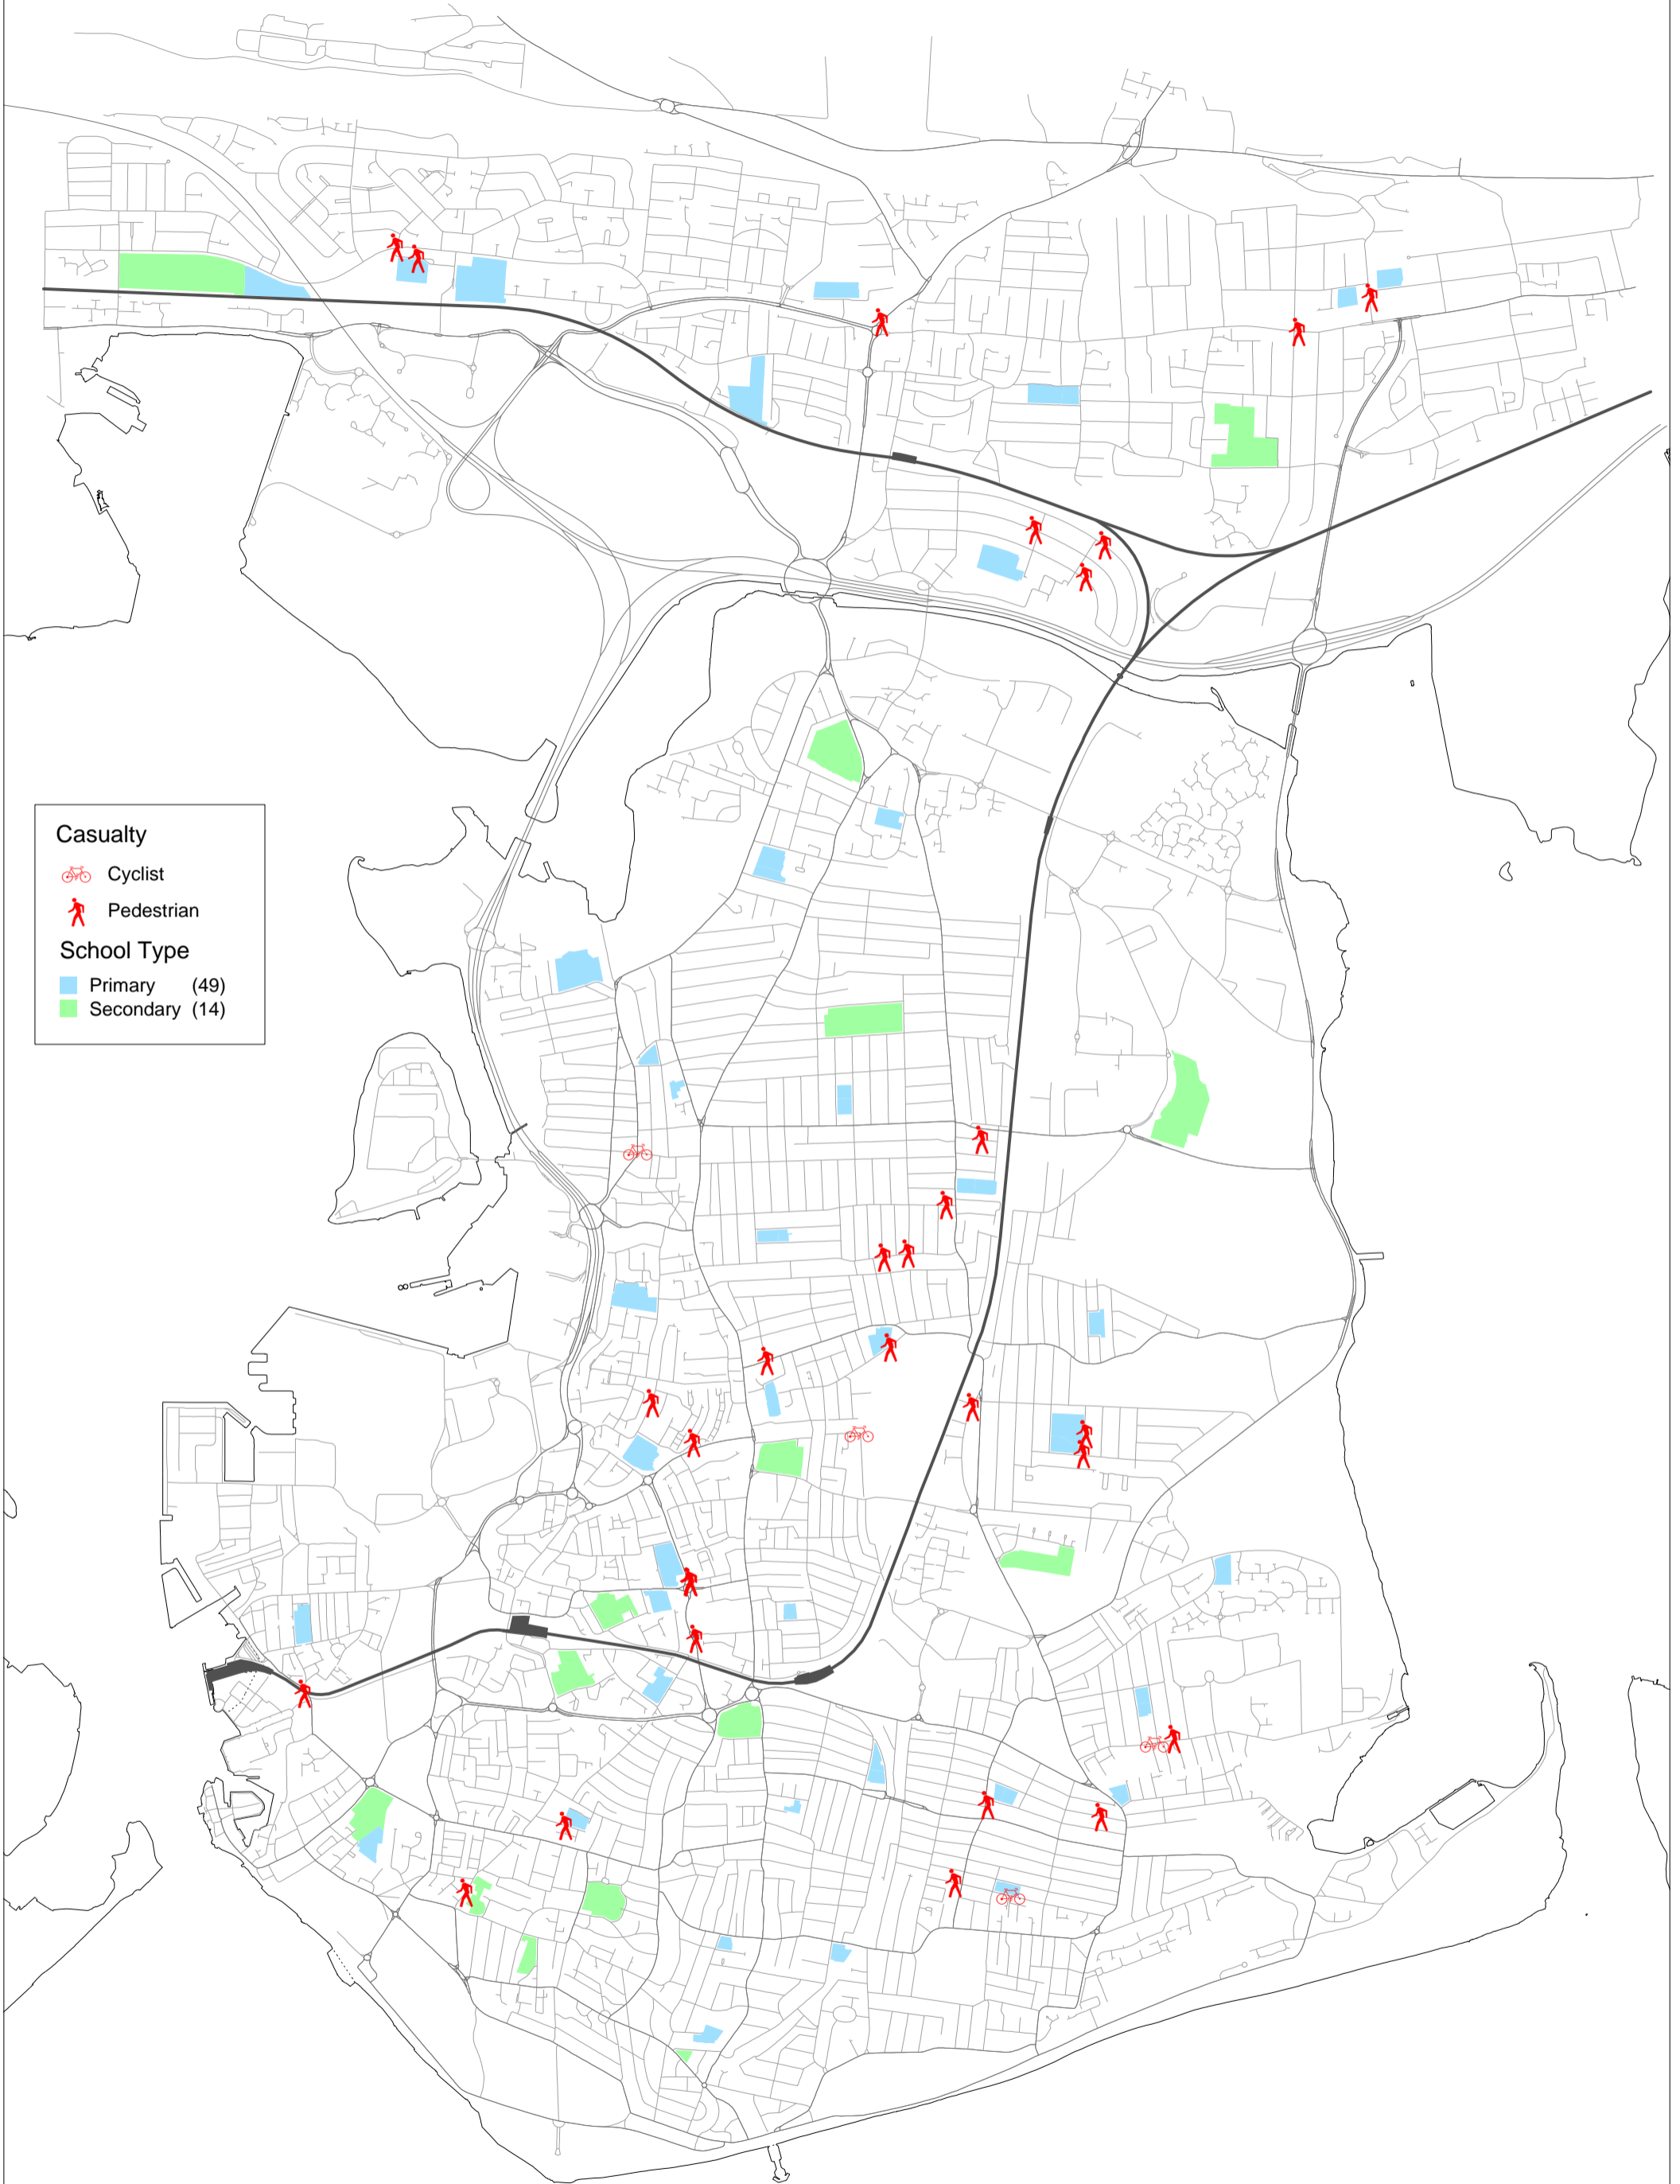 Casualty
Cyclist
Pedestrian
School Type
Primary (49)
Secondary (14)